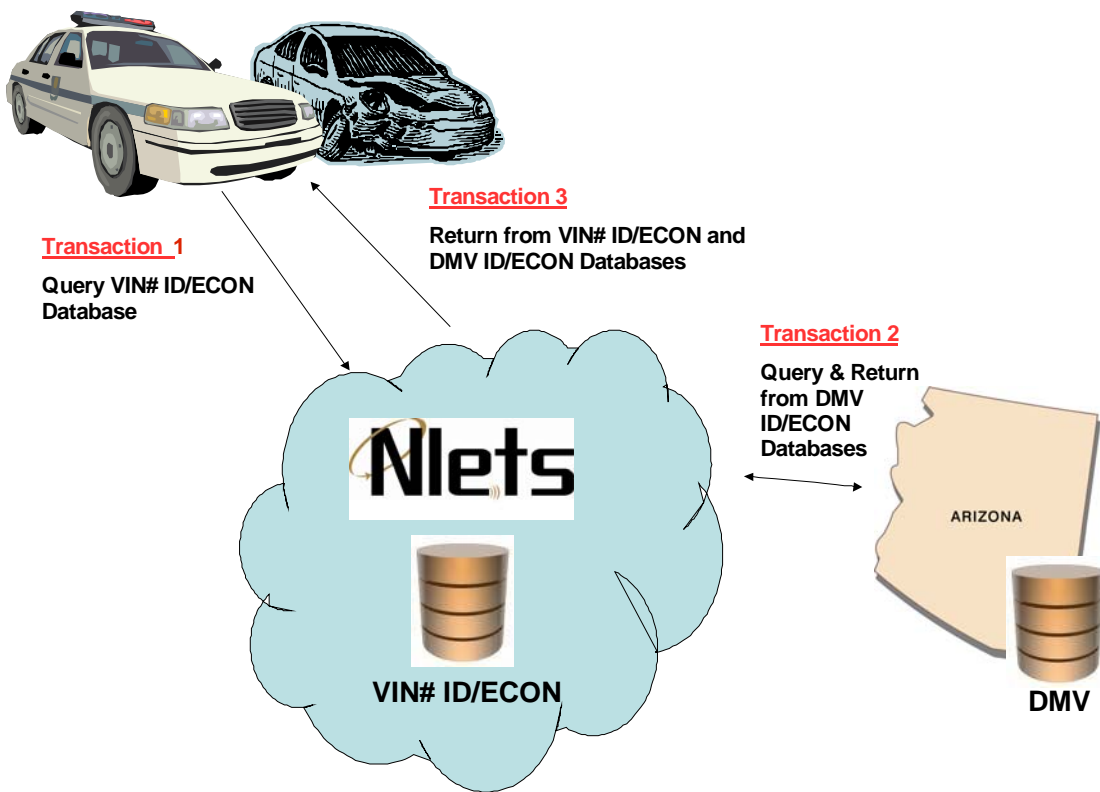 Transaction 3
Return from VIN# ID/ECON and
DMV ID/ECON Databases
Transaction 1
Query VIN# ID/ECON
Database
Transaction 2
Query & Return
from DMV
ID/ECON
Databases
Nlets
ARIZONA
VIN# ID/ECON
DMV